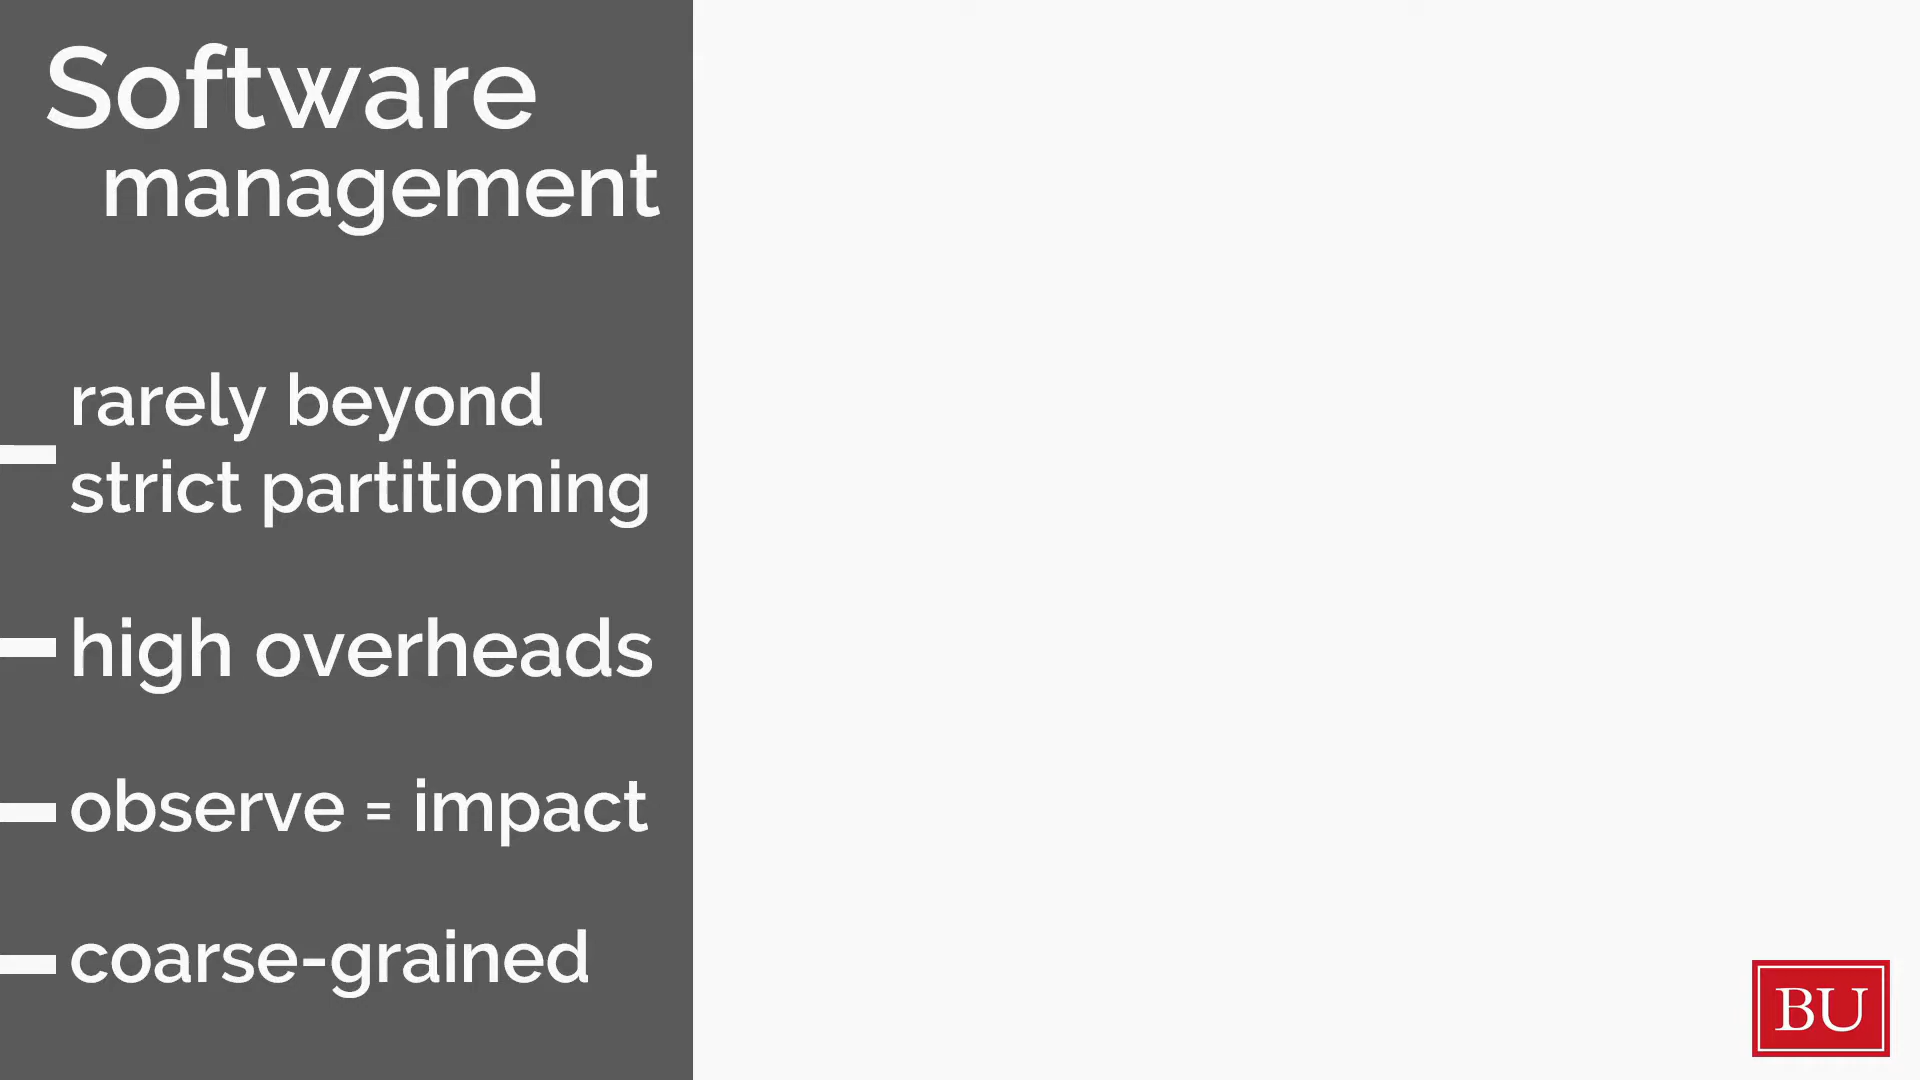 Software
management
rarely beyond
strict partitioning
high overheads
observe = impact
coarse-grained
BU